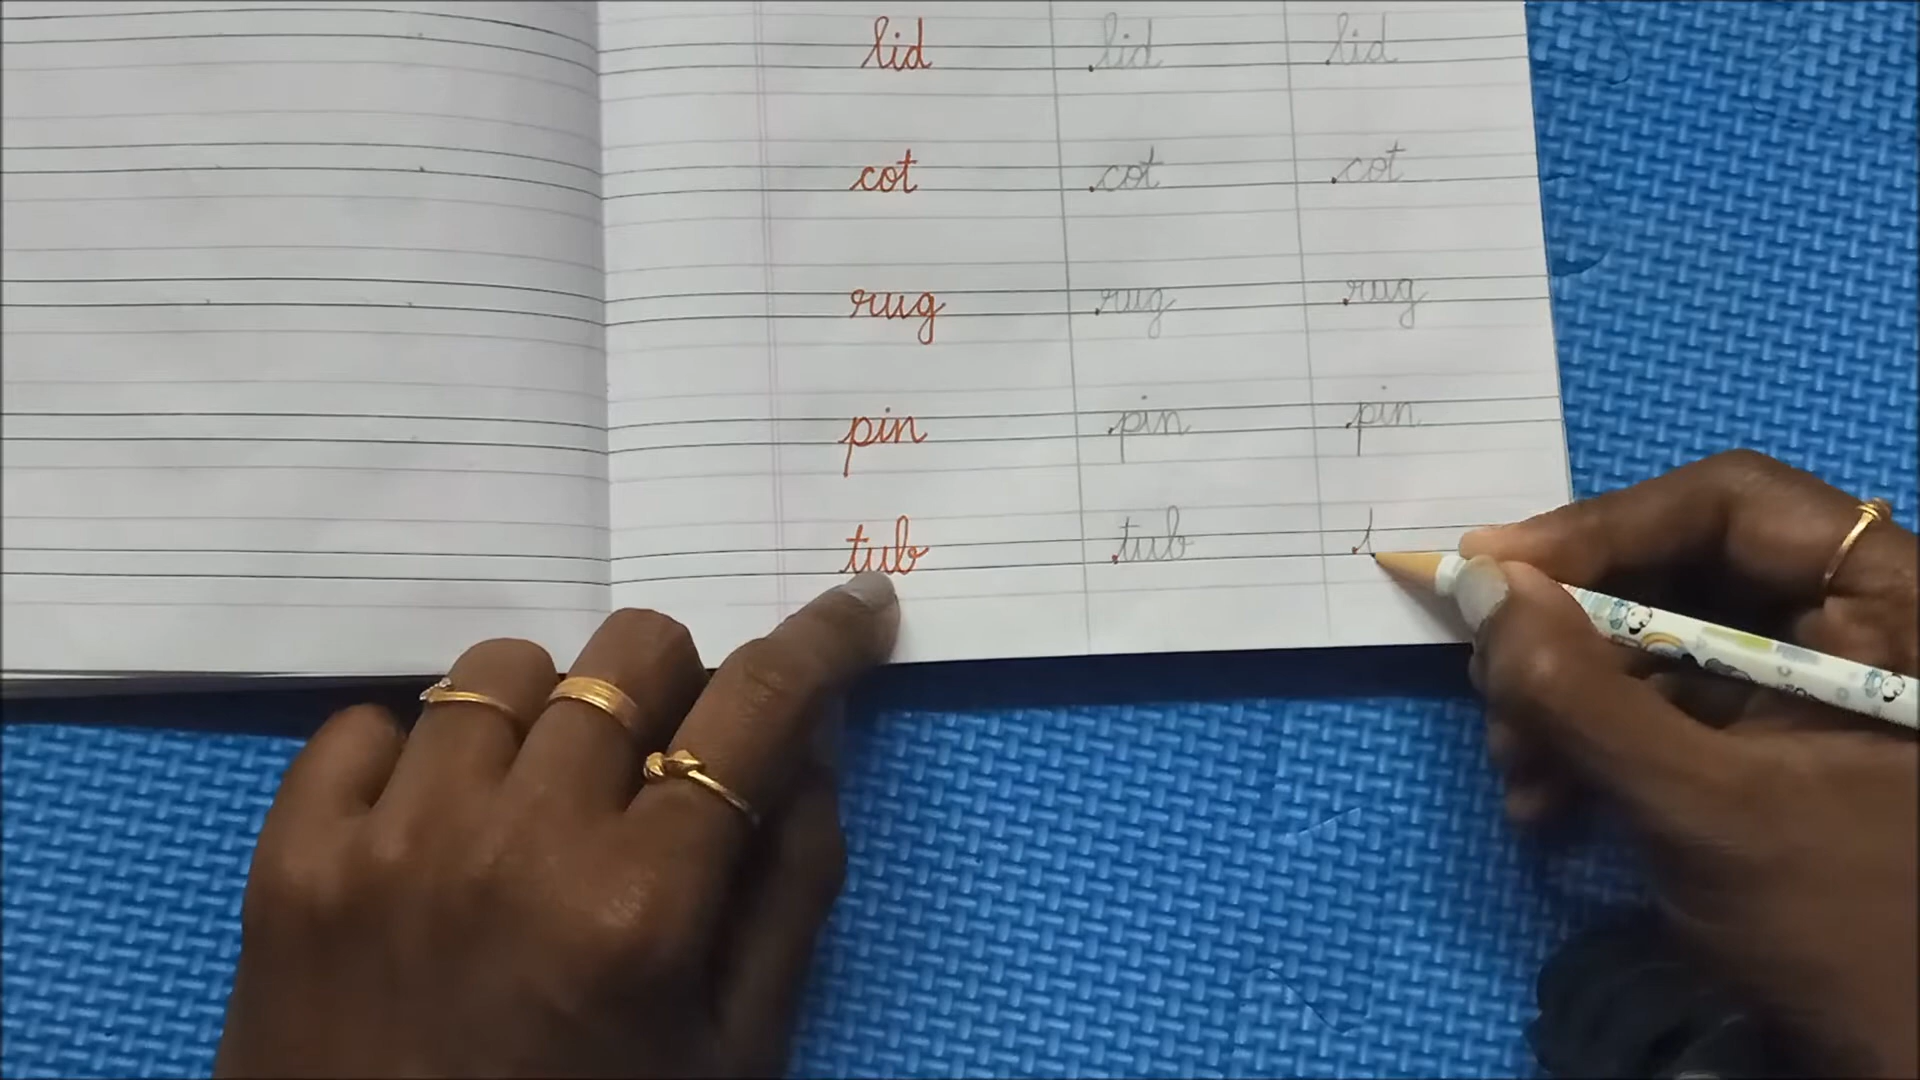 lid lid lid
cot cot cot
rug rug rug
pin pin pin
tub tub t